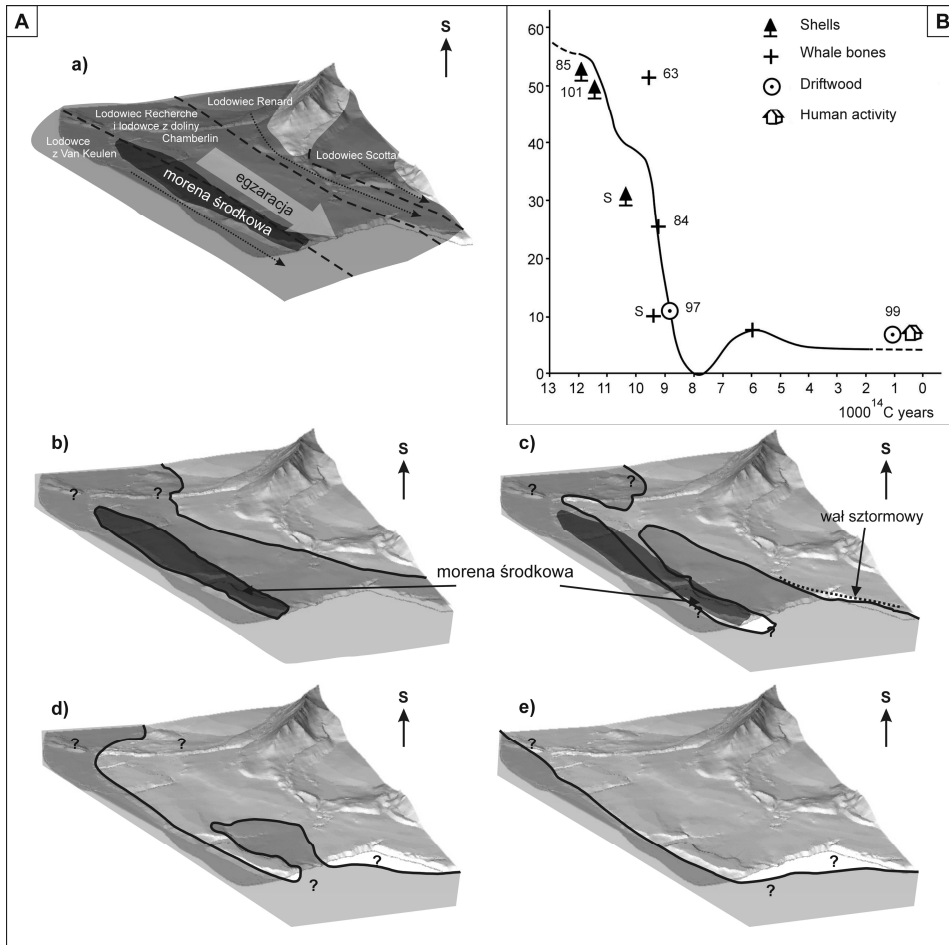 A
S
a)
Lodowiec Renard
Lodowiec Recherche
i lodowce z doliny
Chamberlin
Lodowce
z Van Keulen
Lodowiec Scotta
egzaracja
morena środkowa
B
60
50
40
30
20
10
0
13 12 11 10 9 8 7 6 5 4 3 2 1 0
1000 ¹⁴C years
Shells
Whale bones
Driftwood
Human activity
85
101
63
S
84
S
97
99
b)
S
? ?
morena środkowa
c)
S
? ?
wał sztormowy
?
?
d)
S
? ?
?
?
e)
S
?
?
?